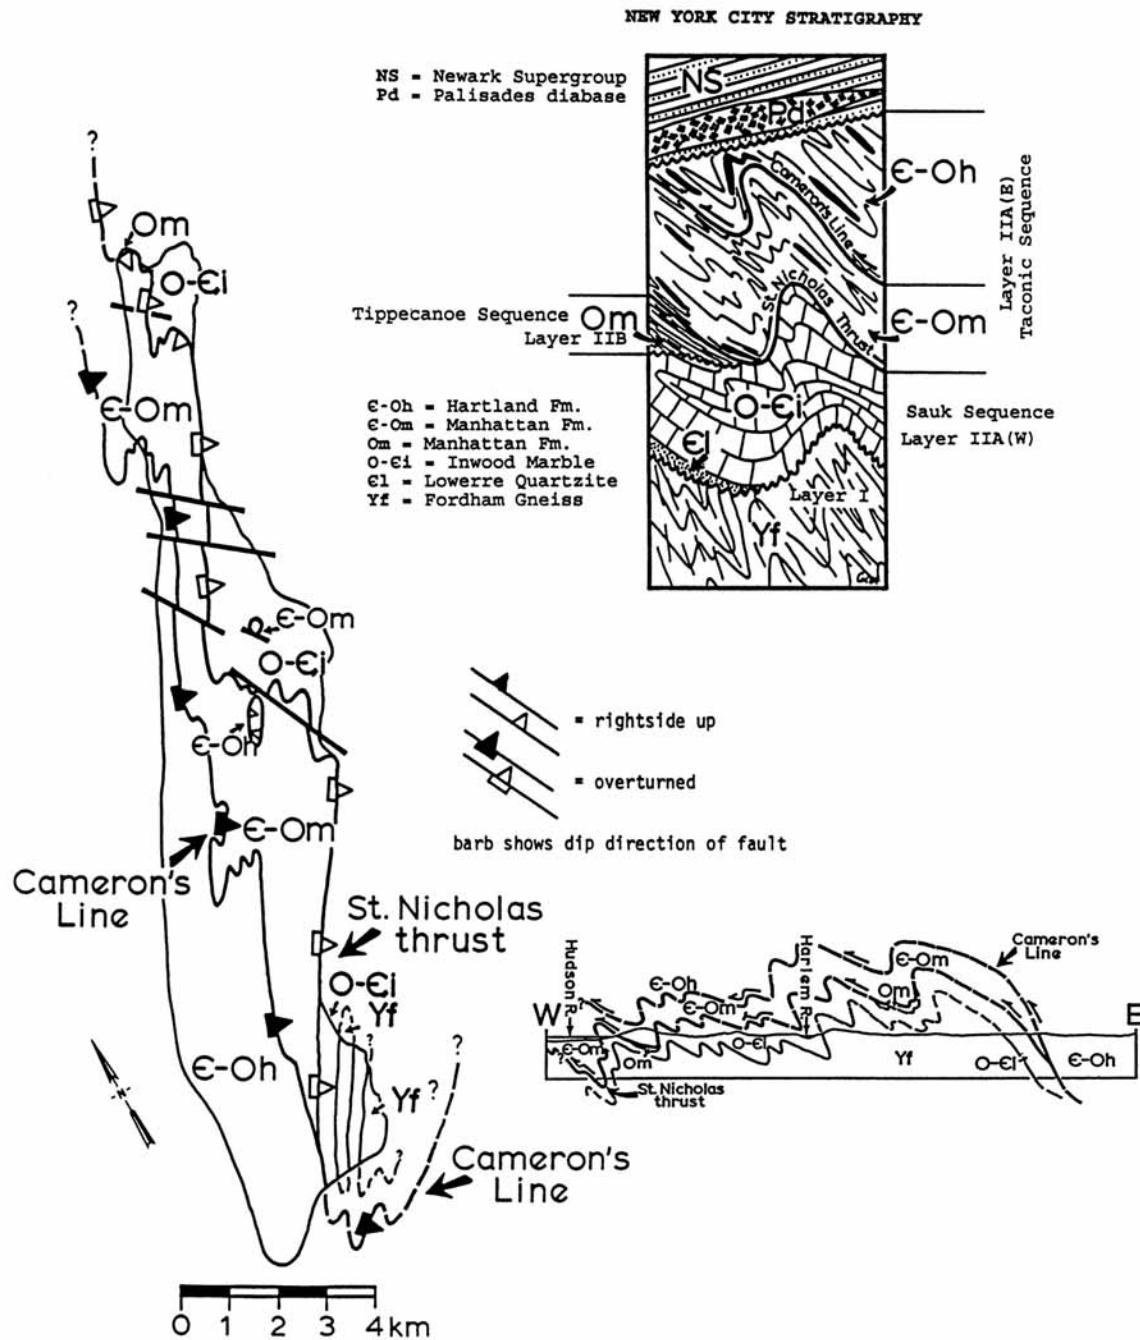 NEW YORK CITY STRATIGRAPHY
NS = Newark Supergroup
Pd = Palisades diabase
NS
Pd
Cameron's Line
Є-Oh
Layer IIA(E)
Taconic Sequence
St. Nicholas Thrust
Tippecanoe Sequence
Om
Layer IIB
Є-Om
O-Єi
Sauk Sequence
Layer IIA(W)
Єl
Layer I
Yf
Є-Oh = Hartland Fm.
Є-Om = Manhattan Fm.
Om = Manhattan Fm.
O-Єi = Inwood Marble
Єl = Lowerre Quartzite
Yf = Fordham Gneiss
?
Om
O-Єi
?
Є-Om
Є-Om
O-Єi
Є-Oh
Є-Om
Cameron's
Line
St. Nicholas
thrust
O-Єi
Yf
?
?
Є-Oh
Yf
?
?
Cameron's
Line
N
0 1 2 3 4 km
= rightside up
= overturned
barb shows dip direction of fault
W
Hudson R.
Harlem R.
E
Cameron's
Line
Є-Om
Є-Oh
Om
?
Є-Om
Є-Om
?
Om
O-Єl
Yf
O-Єl
Є-Oh
St. Nicholas
thrust